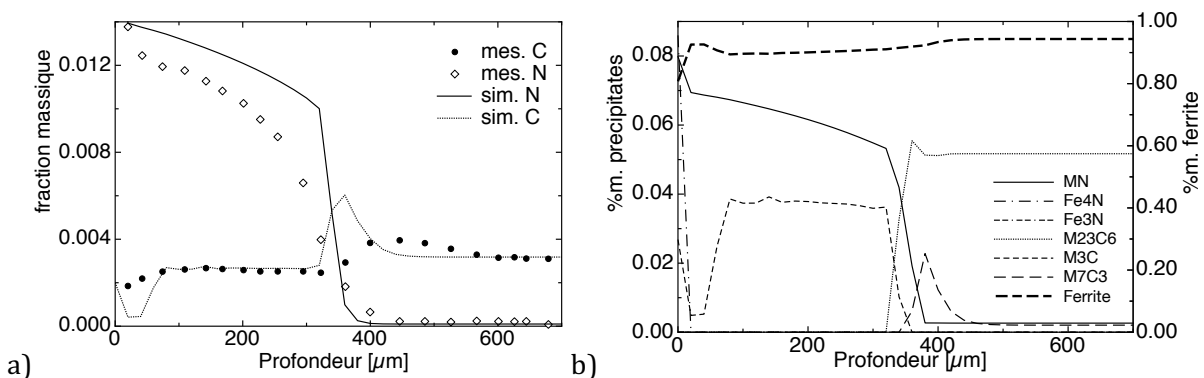 fraction massique
0.012
0.008
0.004
0.000
0
200
400
600
Profondeur [µm]
mes. C
mes. N
sim. N
sim. C
a)
%m. precipitates
0.08
0.06
0.04
0.02
0.00
0
200
400
600
Profondeur [µm]
MN
Fe4N
Fe3N
M23C6
M3C
M7C3
Ferrite
1.00
0.80
0.60
0.40
0.20
0.00
%m. ferrite
b)